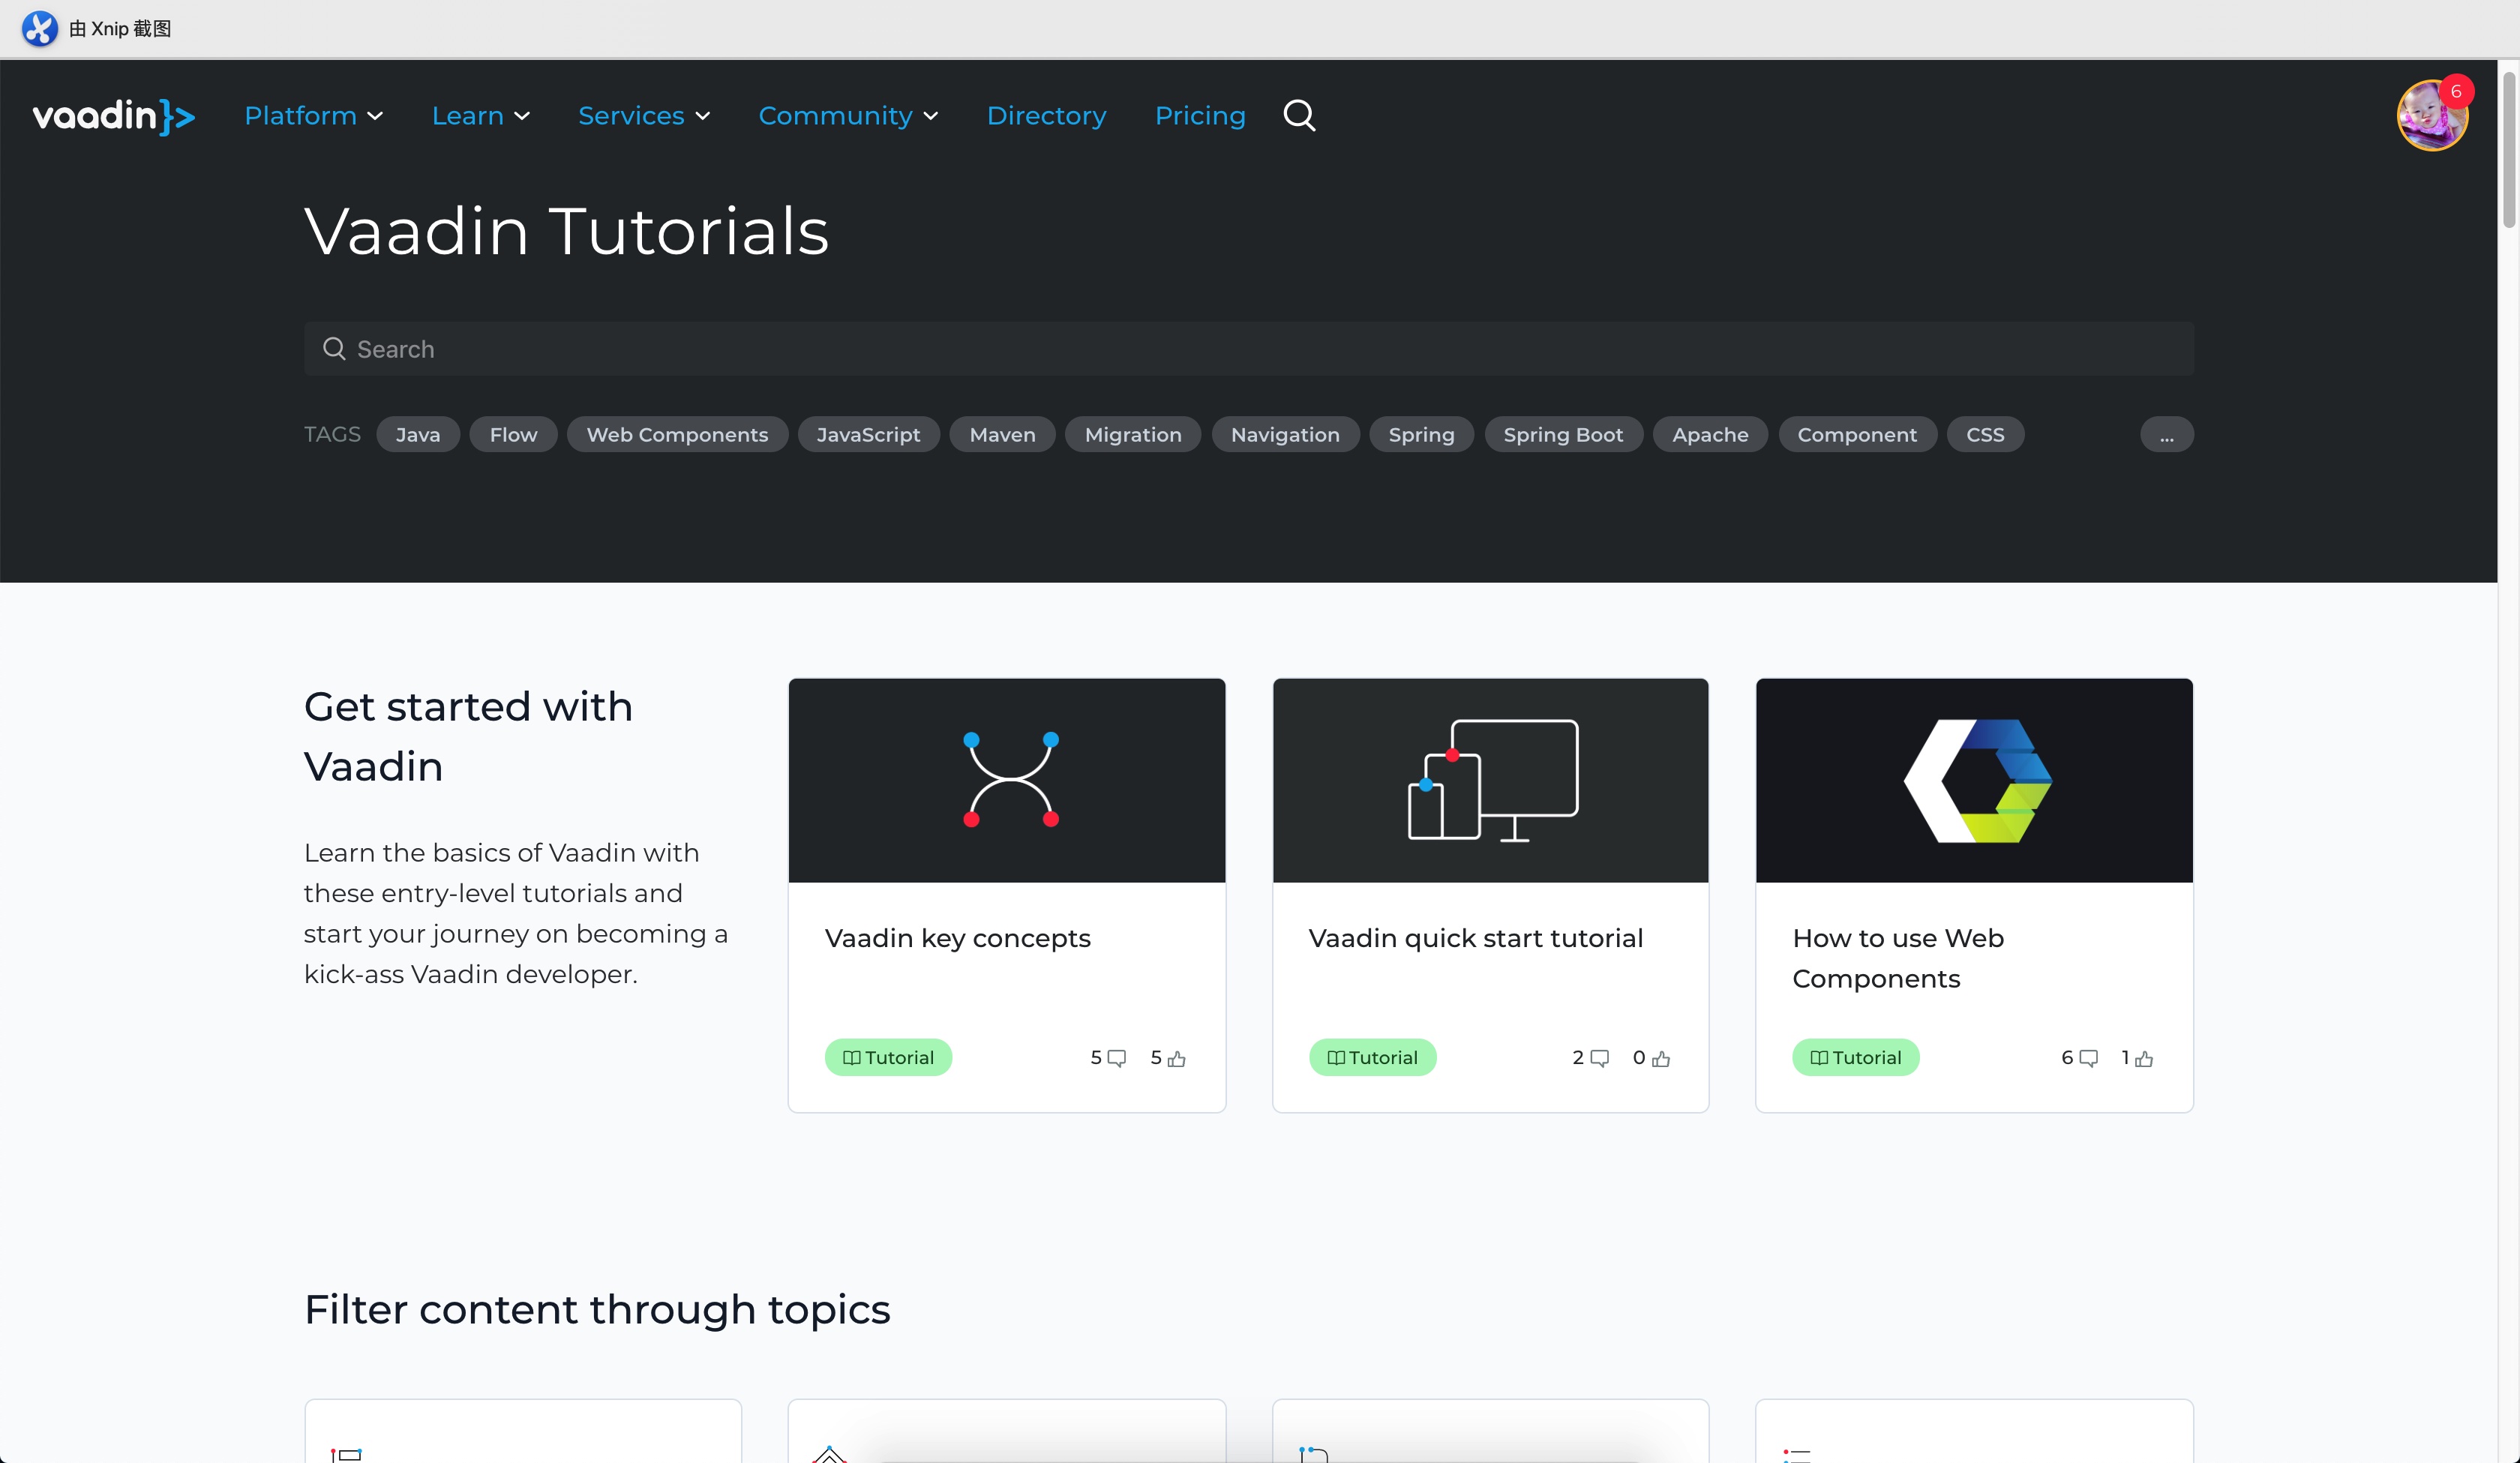 由 Xnip 截图
vaadin}>
Platform
Learn
Services
Community
Directory
Pricing
6
Vaadin Tutorials
Search
TAGS
Java
Flow
Web Components
JavaScript
Maven
Migration
Navigation
Spring
Spring Boot
Apache
Component
CSS
...
Get started with
Vaadin
Learn the basics of Vaadin with
these entry-level tutorials and
start your journey on becoming a
kick-ass Vaadin developer.
Vaadin key concepts
Tutorial
5
5
Vaadin quick start tutorial
Tutorial
2
0
How to use Web
Components
Tutorial
6
1
Filter content through topics